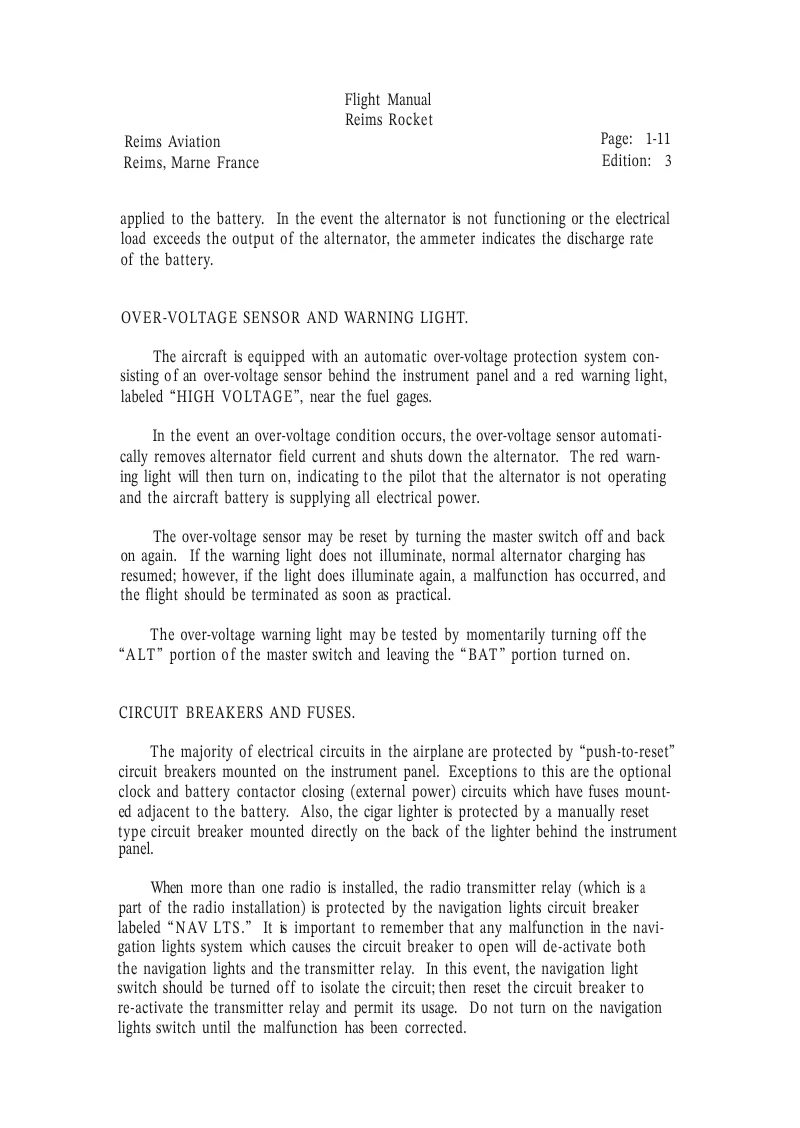 Flight Manual
Reims Rocket
Reims Aviation
Page: 1-11
Reims, Marne France
Edition: 3
applied to the battery. In the event the alternator is not functioning or the electrical
load exceeds the output of the alternator, the ammeter indicates the discharge rate
of the battery.
OVER-VOLTAGE SENSOR AND WARNING LIGHT.
The aircraft is equipped with an automatic over-voltage protection system con-
sisting of an over-voltage sensor behind the instrument panel and a red warning light,
labeled “HIGH VOLTAGE”, near the fuel gages.
In the event an over-voltage condition occurs, the over-voltage sensor automati-
cally removes alternator field current and shuts down the alternator. The red warn-
ing light will then turn on, indicating to the pilot that the alternator is not operating
and the aircraft battery is supplying all electrical power.
The over-voltage sensor may be reset by turning the master switch off and back
on again. If the warning light does not illuminate, normal alternator charging has
resumed; however, if the light does illuminate again, a malfunction has occurred, and
the flight should be terminated as soon as practical.
The over-voltage warning light may be tested by momentarily turning off the
“ALT” portion of the master switch and leaving the “BAT” portion turned on.
CIRCUIT BREAKERS AND FUSES.
The majority of electrical circuits in the airplane are protected by “push-to-reset”
circuit breakers mounted on the instrument panel. Exceptions to this are the optional
clock and battery contactor closing (external power) circuits which have fuses mount-
ed adjacent to the battery. Also, the cigar lighter is protected by a manually reset
type circuit breaker mounted directly on the back of the lighter behind the instrument
panel.
When more than one radio is installed, the radio transmitter relay (which is a
part of the radio installation) is protected by the navigation lights circuit breaker
labeled “NAV LTS.” It is important to remember that any malfunction in the navi-
gation lights system which causes the circuit breaker to open will de-activate both
the navigation lights and the transmitter relay. In this event, the navigation light
switch should be turned off to isolate the circuit; then reset the circuit breaker to
re-activate the transmitter relay and permit its usage. Do not turn on the navigation
lights switch until the malfunction has been corrected.